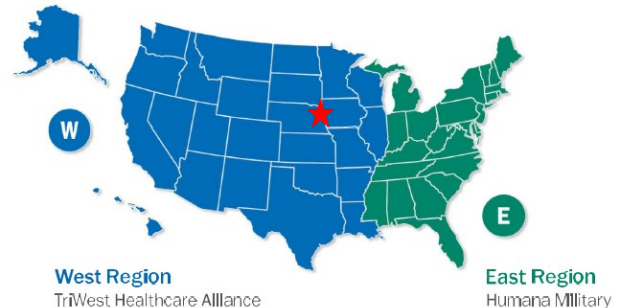 W
E
West Region
TriWest Healthcare Alliance
East Region
Humana Military